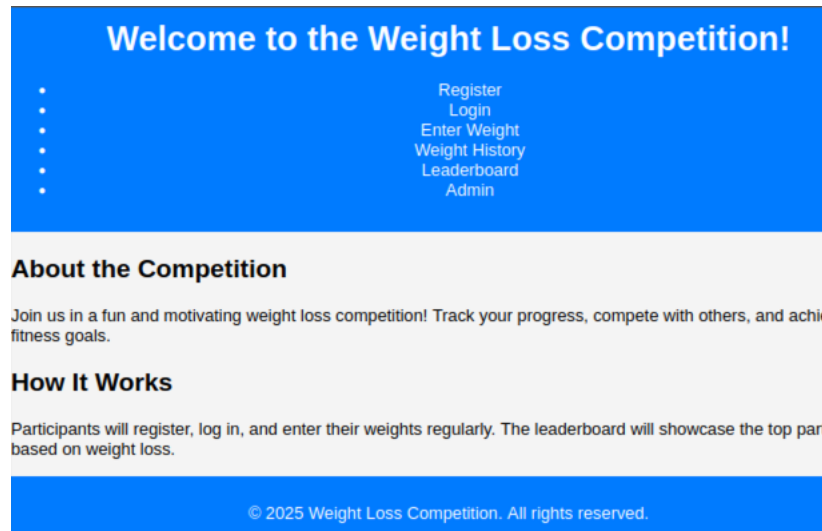 Welcome to the Weight Loss Competition!
Register
Login
Enter Weight
Weight History
Leaderboard
Admin
About the Competition
Join us in a fun and motivating weight loss competition! Track your progress, compete with others, and
fitness goals.
How It Works
Participants will register, log in, and enter their weights regularly. The leaderboard will showcase the top
based on weight loss.
© 2025 Weight Loss Competition. All rights reserved.